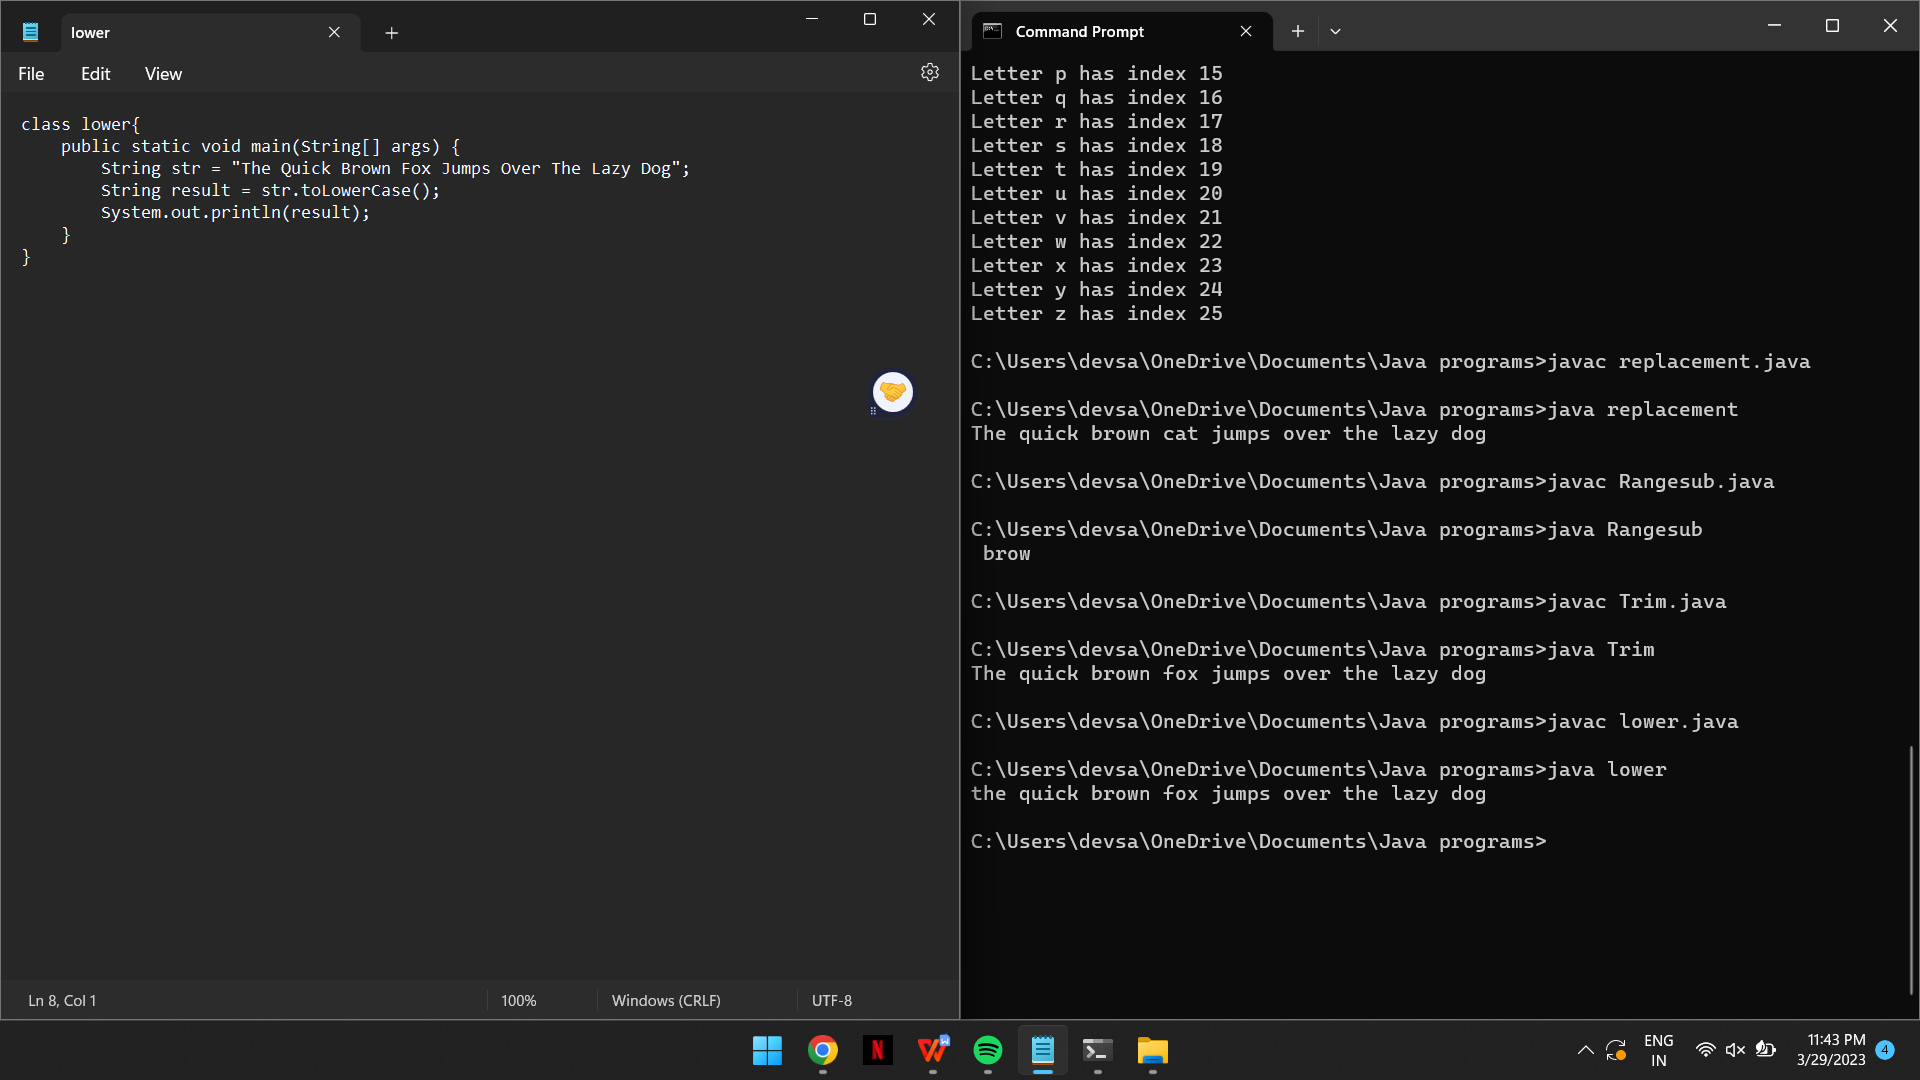 lower
File Edit View
class lower{
    public static void main(String[] args) {
        String str = "The Quick Brown Fox Jumps Over The Lazy Dog";
        String result = str.toLowerCase();
        System.out.println(result);
    }
}
Ln 8, Col 1 100% Windows (CRLF) UTF-8
Command Prompt
Letter p has index 15
Letter q has index 16
Letter r has index 17
Letter s has index 18
Letter t has index 19
Letter u has index 20
Letter v has index 21
Letter w has index 22
Letter x has index 23
Letter y has index 24
Letter z has index 25
C:\Users\devsa\OneDrive\Documents\Java programs>javac replacement.java
C:\Users\devsa\OneDrive\Documents\Java programs>java replacement
The quick brown cat jumps over the lazy dog
C:\Users\devsa\OneDrive\Documents\Java programs>javac Rangesub.java
C:\Users\devsa\OneDrive\Documents\Java programs>java Rangesub
 brow
C:\Users\devsa\OneDrive\Documents\Java programs>javac Trim.java
C:\Users\devsa\OneDrive\Documents\Java programs>java Trim
The quick brown fox jumps over the lazy dog
C:\Users\devsa\OneDrive\Documents\Java programs>javac lower.java
C:\Users\devsa\OneDrive\Documents\Java programs>java lower
the quick brown fox jumps over the lazy dog
C:\Users\devsa\OneDrive\Documents\Java programs>
N W
ENG
IN
11:43 PM
3/29/2023
4